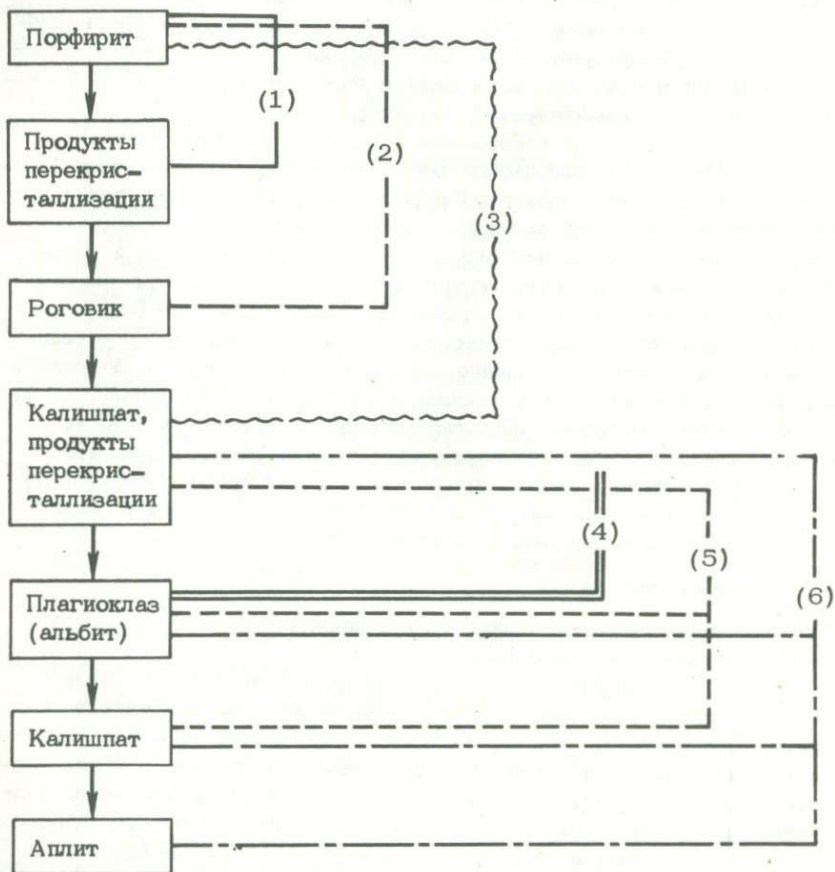 Порфирит
(1)
Продукты
перекрис-
таллизации
(2)
(3)
Роговик
Калишпат,
продукты
перекрис-
таллизации
(4)
(5)
Плагиоклаз
(альбит)
(6)
Калишпат
Аплит